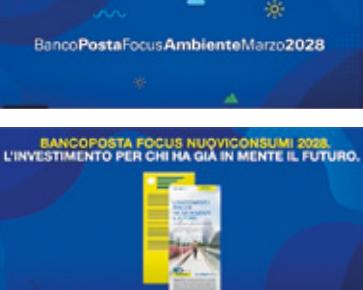 BancoPostaFocusAmbienteMarzo2028
BANCOPOSTA FOCUS NUOVICONSUMI 2028.
L'INVESTIMENTO PER CHI HA GIÀ IN MENTE IL FUTURO.